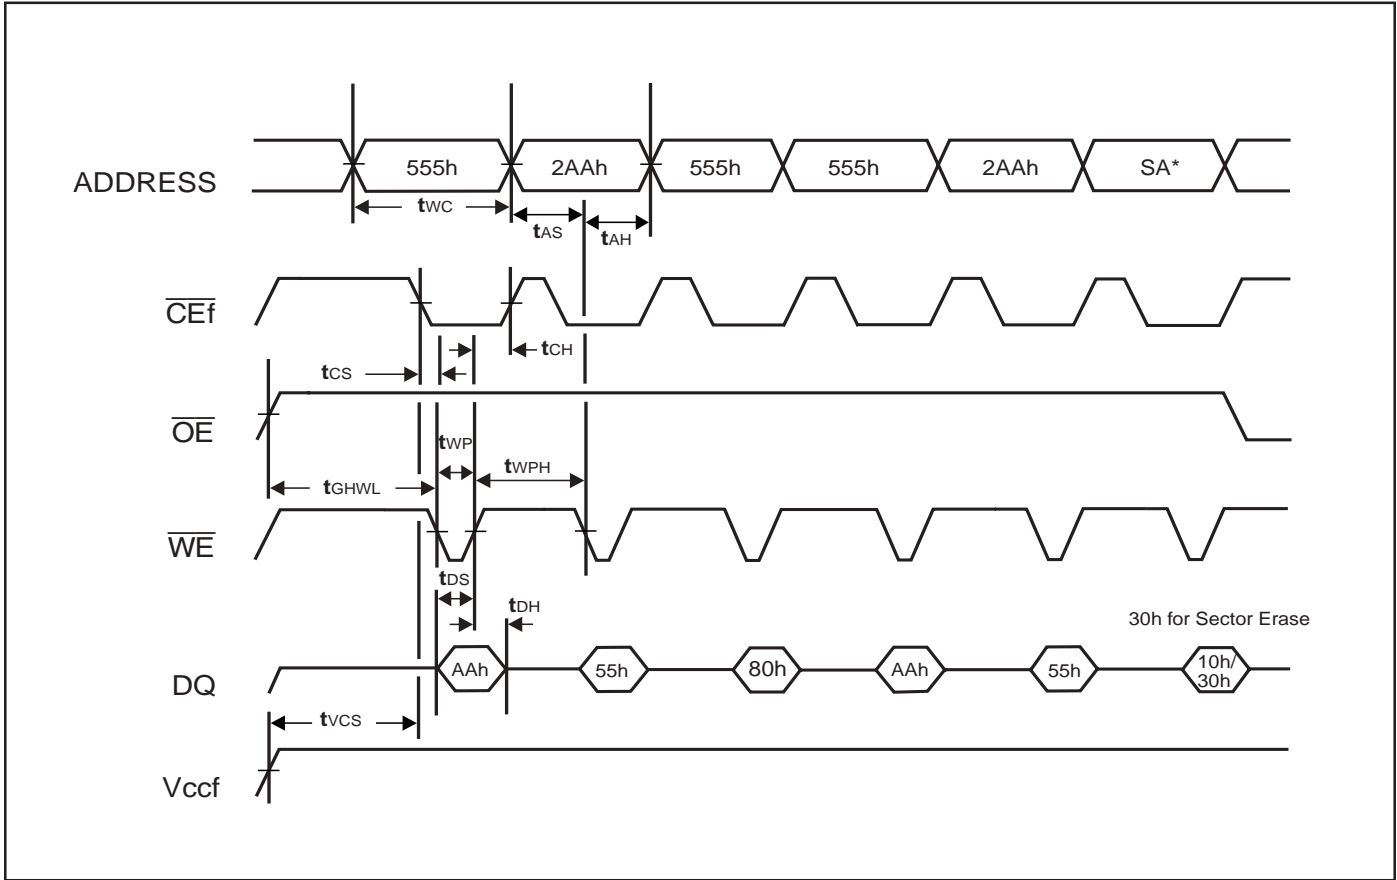 ADDRESS
555h
2AAh
555h
555h
2AAh
SA*
tWC
tAS
tAH
CEf
tCS
tCH
OE
tWP
tWPH
tGHWL
WE
tDS
tDH
30h for Sector Erase
DQ
AAh
55h
80h
AAh
55h
10h/
30h
tVCS
Vccf